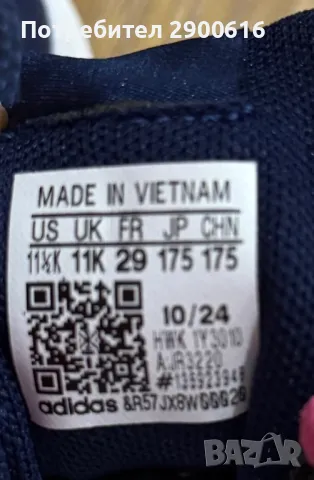 Потребител 2900616
MADE IN VIETNAM
US UK FR JP CHN
11½K 11K 29 175 175
10/24
HWK 1Y3010
AJR3220
adidas
BAZAR